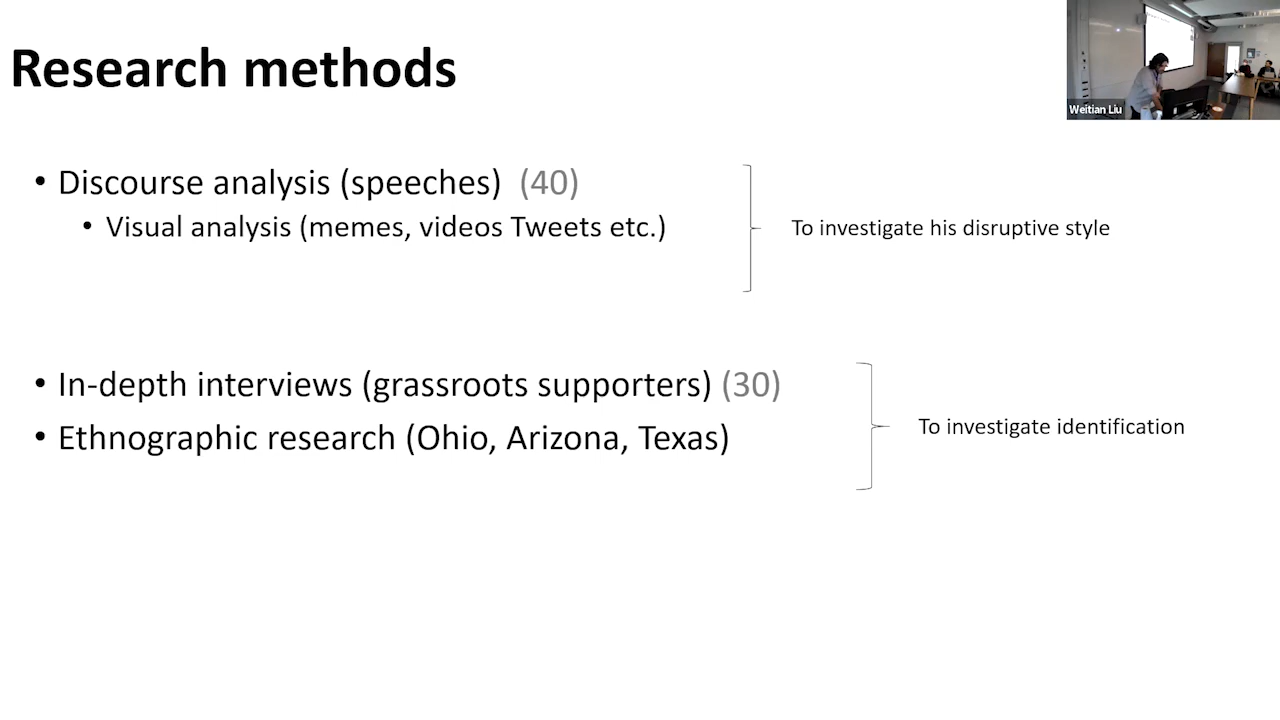 Research methods
Weitian Liu
• Discourse analysis (speeches) (40)
• Visual analysis (memes, videos Tweets etc.)
To investigate his disruptive style
• In-depth interviews (grassroots supporters) (30)
• Ethnographic research (Ohio, Arizona, Texas)
To investigate identification